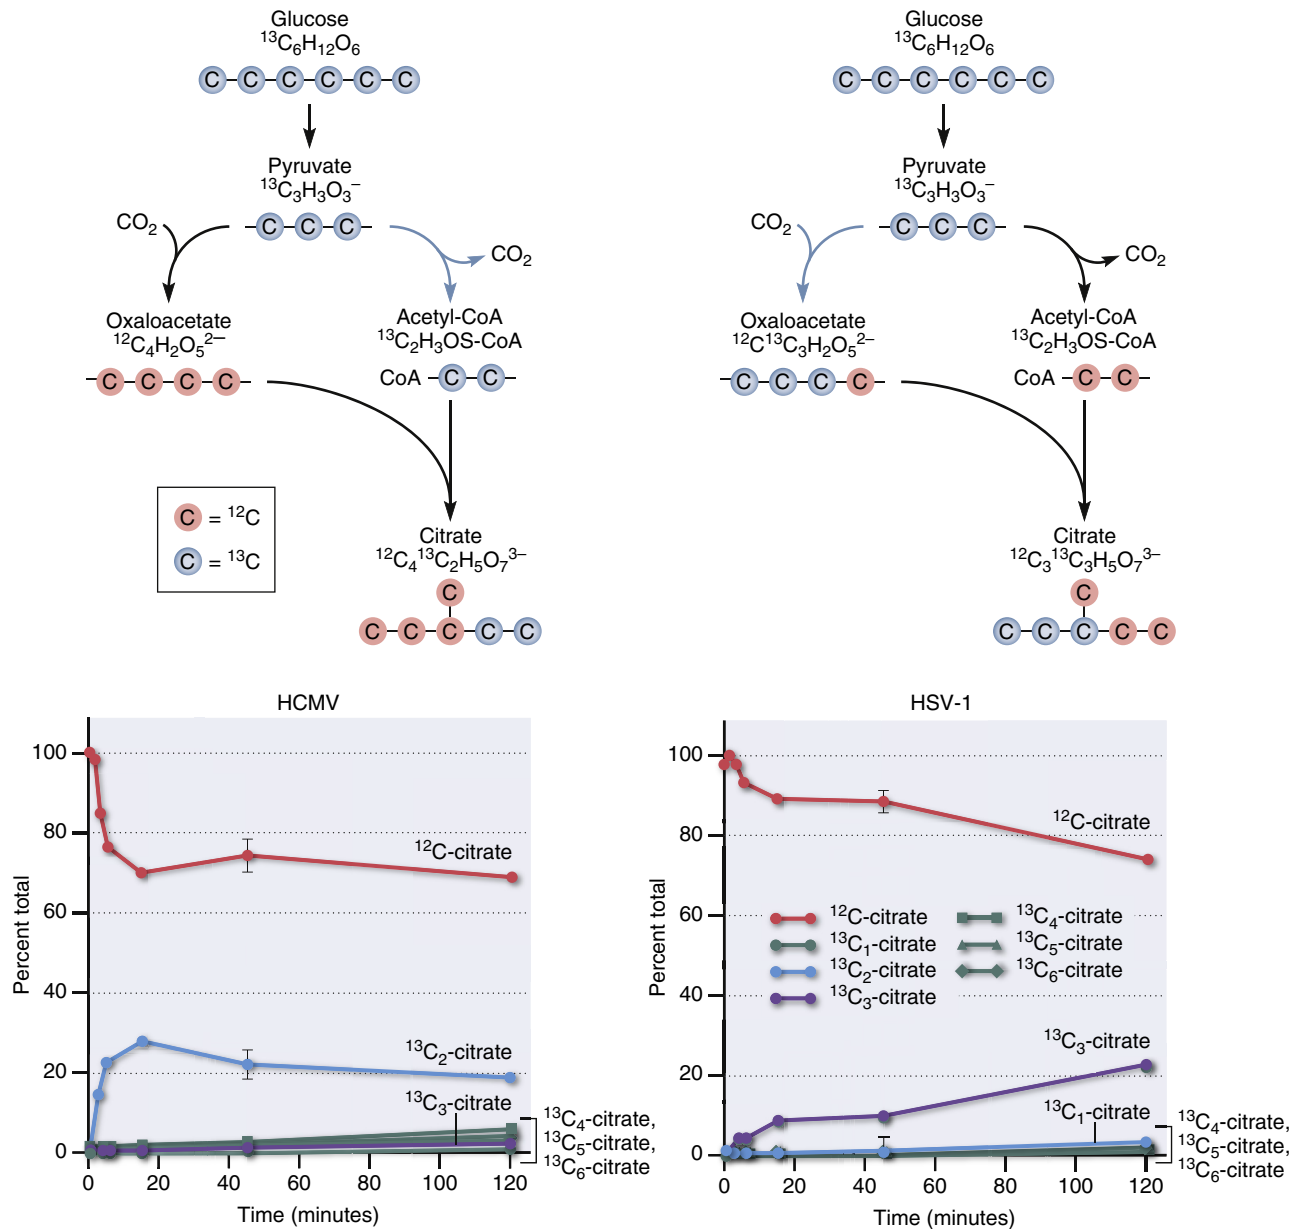 Glucose
¹³C₆H₁₂O₆
C C C C C C
Pyruvate
¹³C₃H₃O₃⁻
CO₂
C C C
CO₂
Oxaloacetate
¹²C₄H₂O₅²⁻
C C C C
Acetyl-CoA
¹³C₂H₃OS-CoA
CoA C C
C = ¹²C
C = ¹³C
Citrate
¹²C₄¹³C₂H₅O₇³⁻
C
C C C C C
Glucose
¹³C₆H₁₂O₆
C C C C C C
Pyruvate
¹³C₃H₃O₃⁻
CO₂
C C C
CO₂
Oxaloacetate
¹²C¹³C₃H₂O₅²⁻
C C C C
Acetyl-CoA
¹³C₂H₃OS-CoA
CoA C C
Citrate
¹²C₃¹³C₃H₅O₇³⁻
C
C C C C C
HCMV
Percent total
100
80
60
40
20
0
¹²C-citrate
¹³C₂-citrate
¹³C₃-citrate
¹³C₄-citrate,
¹³C₅-citrate,
¹³C₆-citrate
0 20 40 60 80 100 120
Time (minutes)
HSV-1
Percent total
100
80
60
40
20
0
¹²C-citrate
¹²C-citrate
¹³C₁-citrate
¹³C₂-citrate
¹³C₃-citrate
¹³C₄-citrate
¹³C₅-citrate
¹³C₆-citrate
¹³C₃-citrate
¹³C₁-citrate
¹³C₄-citrate,
¹³C₅-citrate,
¹³C₆-citrate
0 20 40 60 80 100 120
Time (minutes)